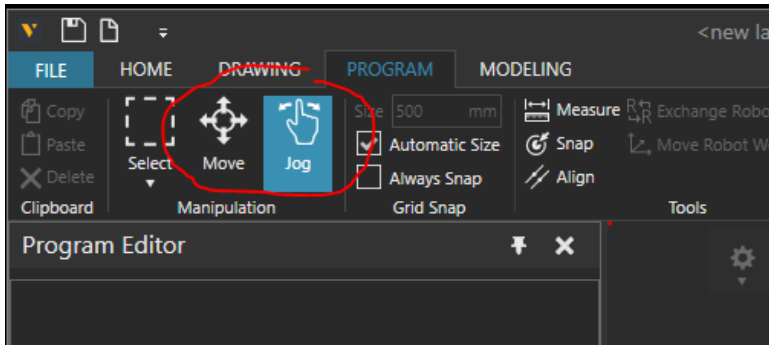 <new la
FILE HOME DRAWING PROGRAM MODELING
Copy
Paste
Delete
Clipboard
Select
Move
Jog
Manipulation
Size 500 mm
Automatic Size
Always Snap
Grid Snap
Measure
Snap
Align
Exchange Robo
Move Robot W
Tools
Program Editor